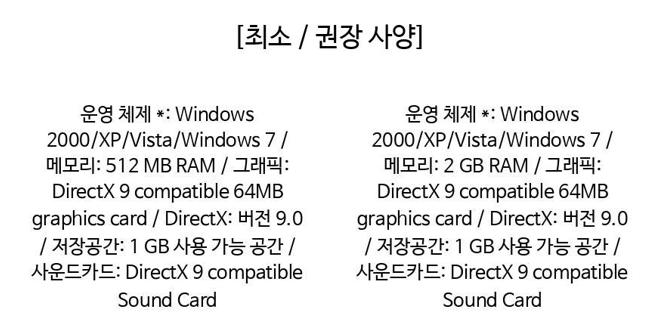 [최소 / 권장 사양]
운영 체제 *: Windows
2000/XP/Vista/Windows 7 /
메모리: 512 MB RAM / 그래픽:
DirectX 9 compatible 64MB
graphics card / DirectX: 버전 9.0
/ 저장공간: 1 GB 사용 가능 공간 /
사운드카드: DirectX 9 compatible
Sound Card
운영 체제 *: Windows
2000/XP/Vista/Windows 7 /
메모리: 2 GB RAM / 그래픽:
DirectX 9 compatible 64MB
graphics card / DirectX: 버전 9.0
/ 저장공간: 1 GB 사용 가능 공간 /
사운드카드: DirectX 9 compatible
Sound Card